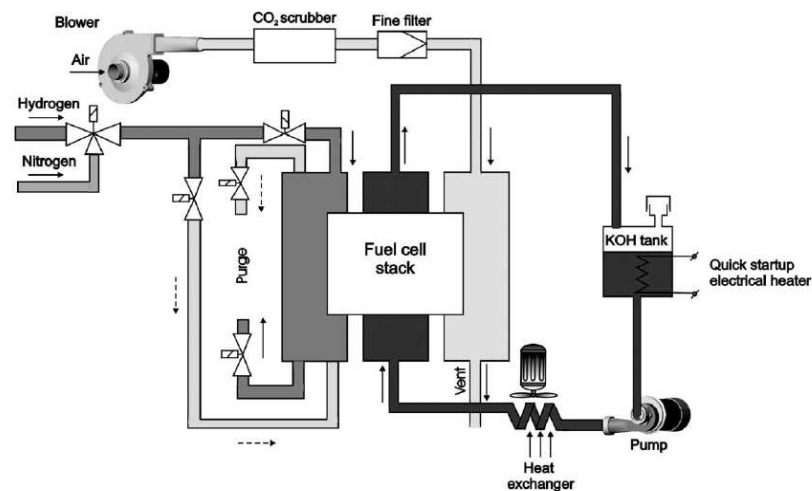 Blower
CO₂ scrubber
Fine filter
Air
Hydrogen
Nitrogen
Purge
Fuel cell
stack
KOH tank
Quick startup
electrical heater
Vent
Pump
Heat
exchanger